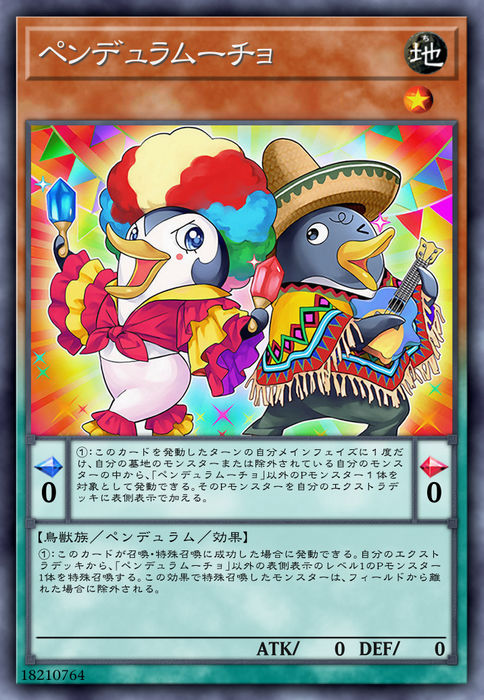 ペンデュラムーチョ
ち
地
①:このカードを発動したターンの自分メインフェイズに1度だ
け、自分の墓地のモンスターまたは除外されている自分のモンス
ターの中から、「ペンデュラムーチョ」以外のPモンスター1体を
対象として発動できる。そのPモンスターを自分のエクストラデ
ッキに表側表示で加える。
0
0
【鳥獣族/ペンデュラム/効果】
①:このカードが召喚・特殊召喚に成功した場合に発動できる。自分のエクスト
ラデッキから、「ペンデュラムーチョ」以外の表側表示のレベル1のPモンスター
1体を特殊召喚する。この効果で特殊召喚したモンスターは、フィールドから離
れた場合に除外される。
ATK/ 0 DEF/ 0
18210764